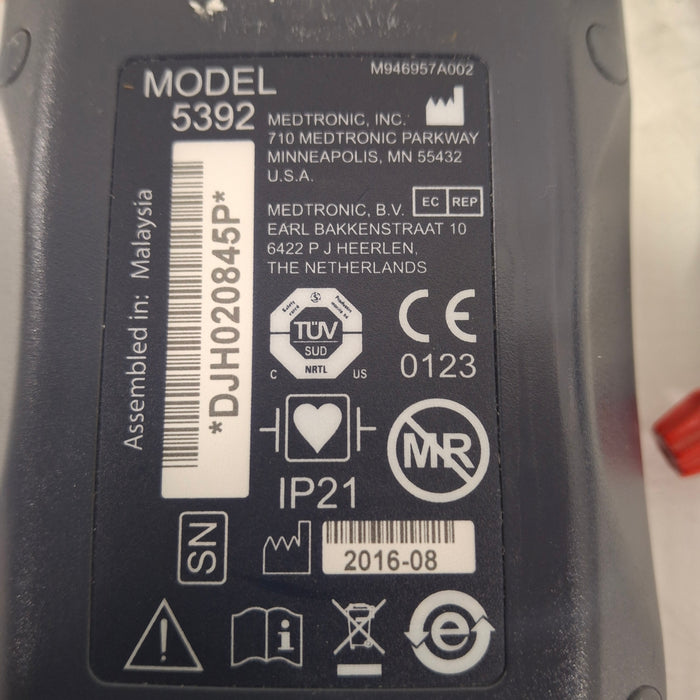 M946957A002
MODEL
5392
MEDTRONIC, INC.
710 MEDTRONIC PARKWAY
MINNEAPOLIS, MN 55432
U.S.A.
MEDTRONIC, B.V. EC REP
EARL BAKKENSTRAAT 10
6422 P J HEERLEN,
THE NETHERLANDS
Assembled in: Malaysia
*DJH020845P*
TÜV
SUD
NRTL
C US
CE
0123
MR
IP21
SN
2016-08
i
e